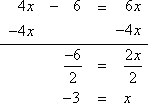 4x − 6 = 6x
−4x −4x
−6/2 = 2x/2
−3 = x